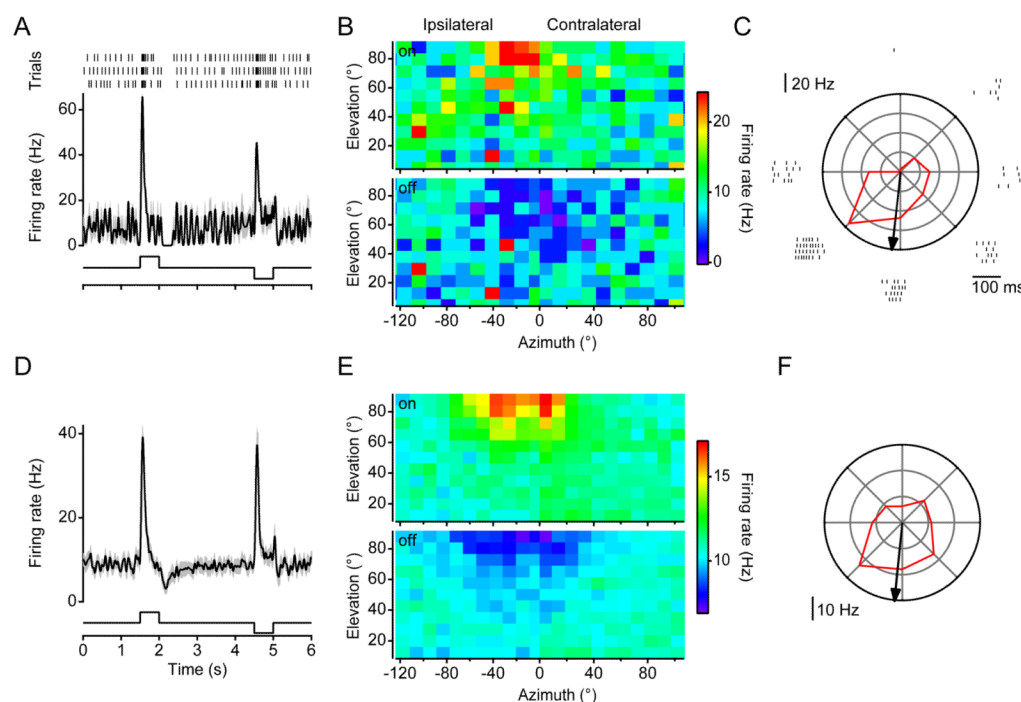 A
Trials
Firing rate (Hz)
60
40
20
0
B
Ipsilateral Contralateral
on
Elevation (°)
80
60
40
20
off
Elevation (°)
80
60
40
20
-120 -80 -40 0 40 80
Azimuth (°)
Firing rate (Hz)
20
10
0
C
20 Hz
100 ms
D
Firing rate (Hz)
40
20
0
0 1 2 3 4 5 6
Time (s)
E
on
Elevation (°)
80
60
40
20
off
Elevation (°)
80
60
40
20
-120 -80 -40 0 40 80
Azimuth (°)
Firing rate (Hz)
15
10
F
10 Hz